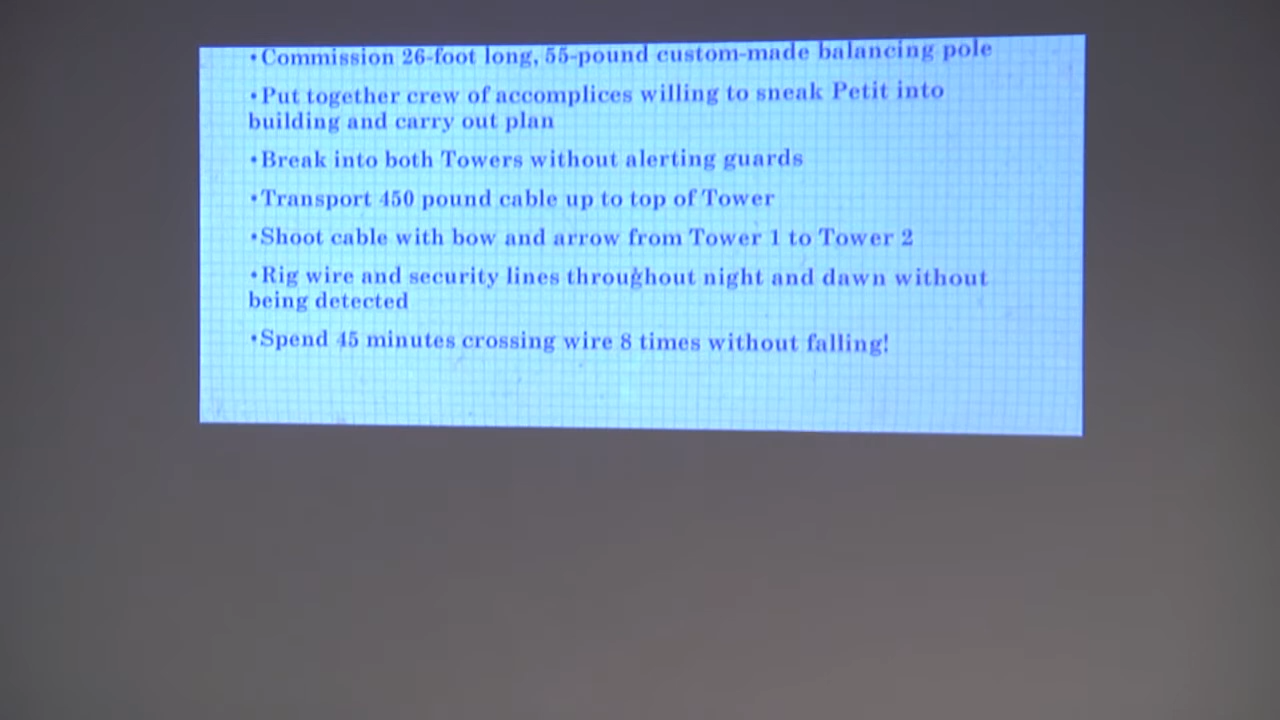 •Commission 26-foot long, 55-pound custom-made balancing pole
•Put together crew of accomplices willing to sneak Petit into
building and carry out plan
•Break into both Towers without alerting guards
•Transport 450 pound cable up to top of Tower
•Shoot cable with bow and arrow from Tower 1 to Tower 2
•Rig wire and security lines throughout night and dawn without
being detected
•Spend 45 minutes crossing wire 8 times without falling!